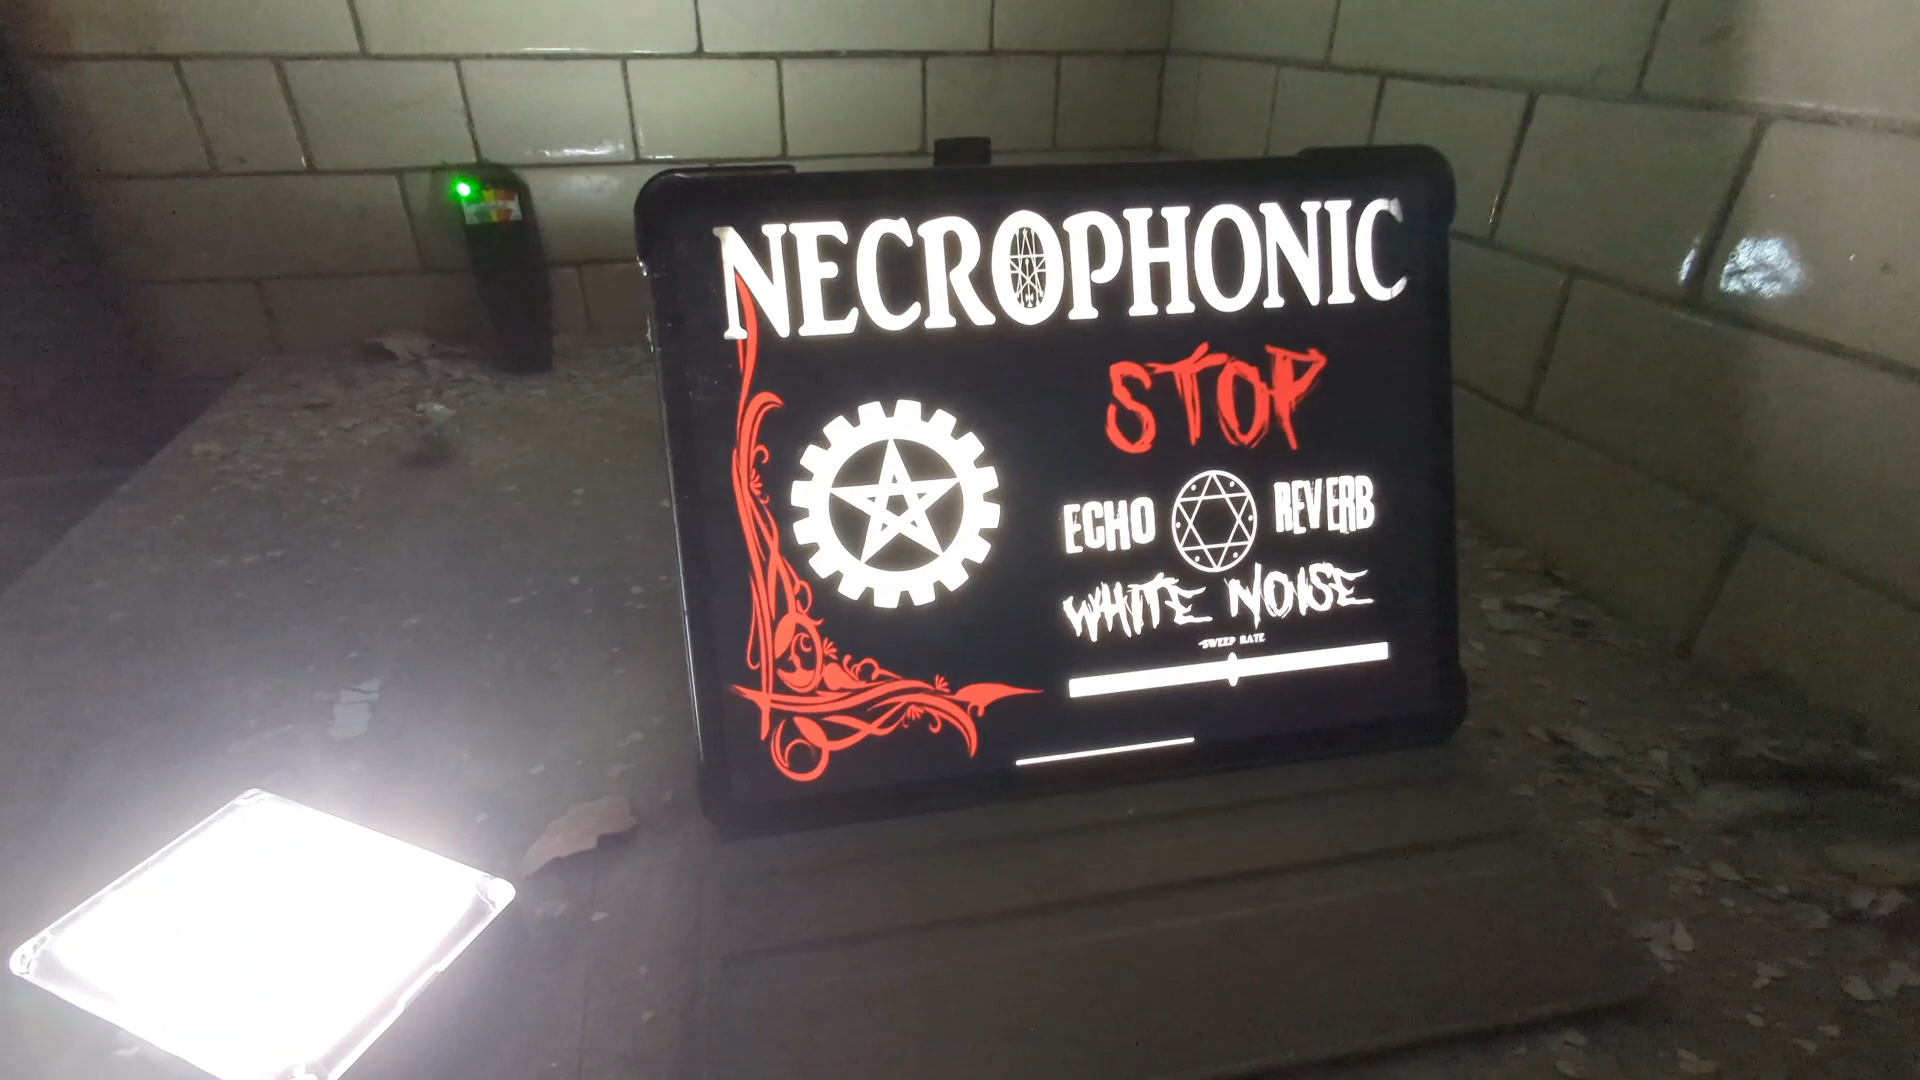 NECROPHONIC
STOP
ECHO REVERB
WHITE NOISE
SWEEP RATE